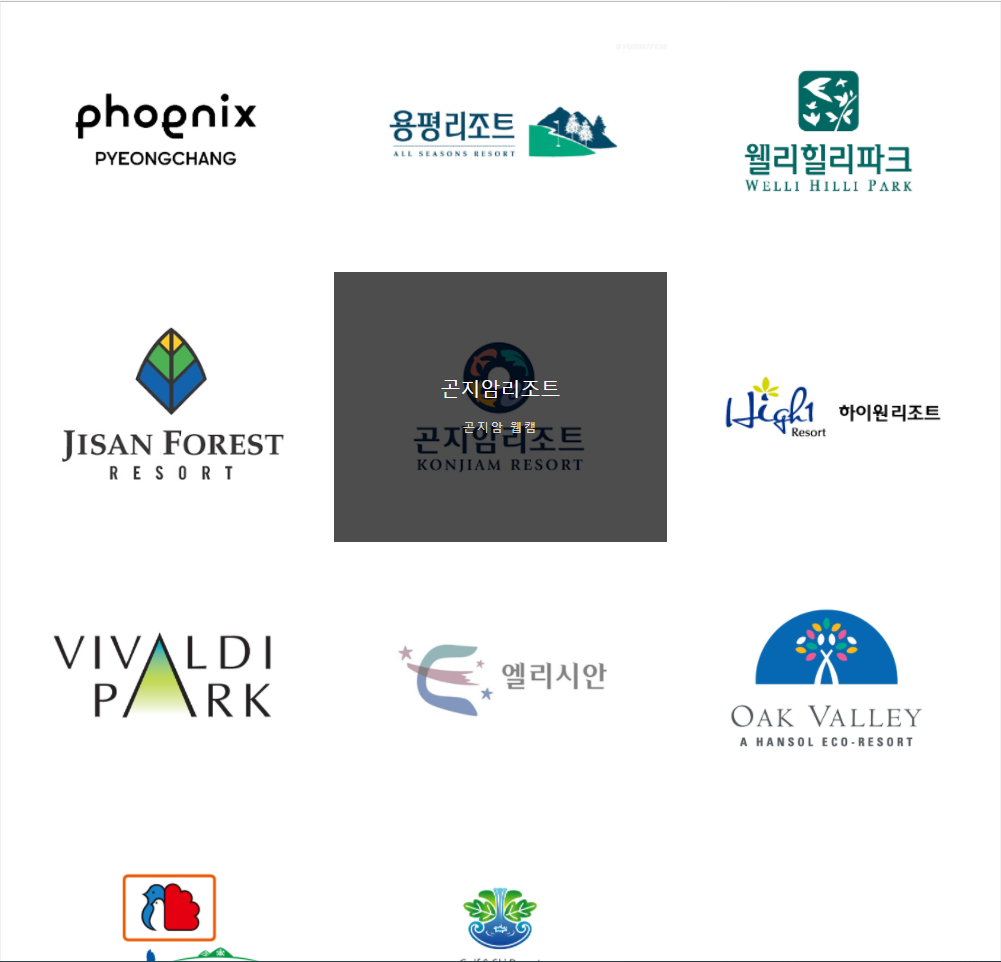 phoenix
PYEONGCHANG
용평리조트
ALL SEASONS RESORT
웰리힐리파크
WELLI HILLI PARK
JISAN FOREST
RESORT
곤지암리조트
곤지암 웹캠
곤지암리조트
KONJIAM RESORT
High1
Resort
하이원리조트
VIVALDI
PARK
엘리시안
OAK VALLEY
A HANSOL ECO-RESORT